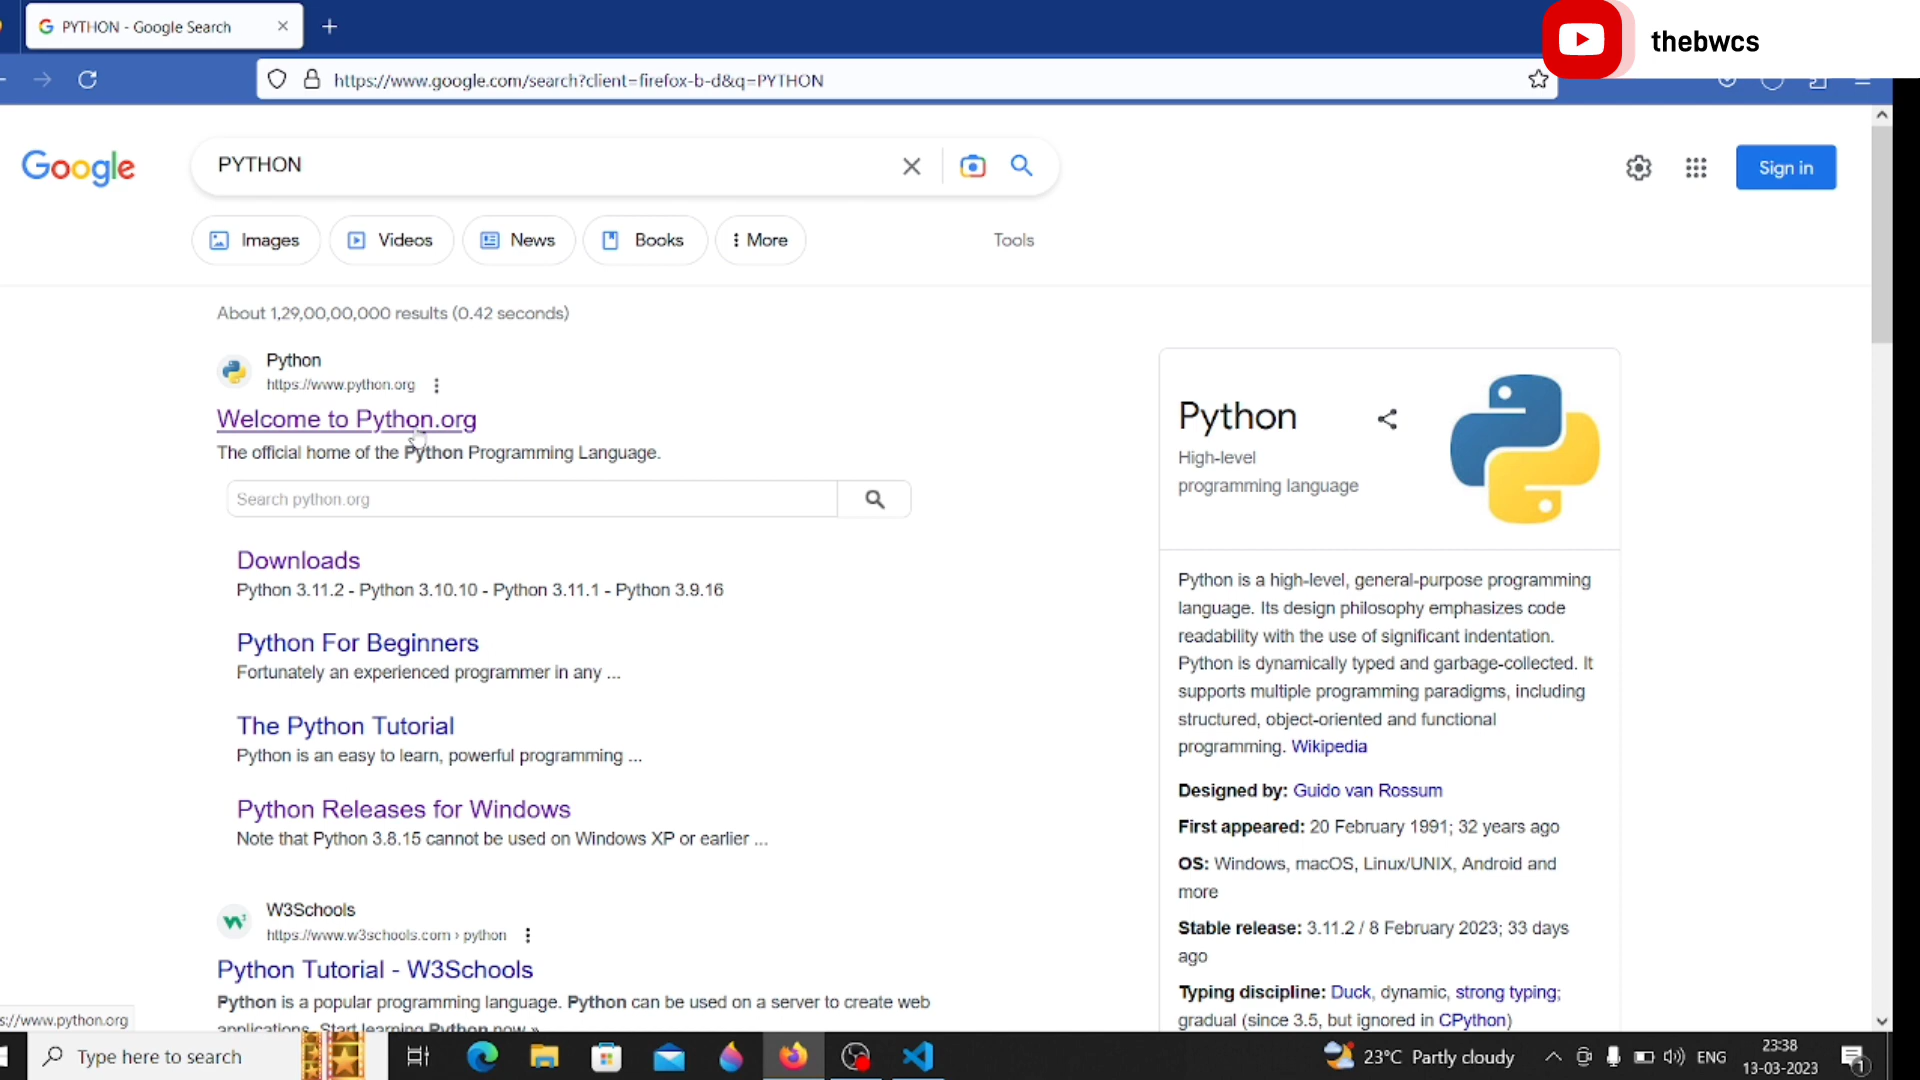 PYTHON - Google Search
thebwcs
https://www.google.com/search?client=firefox-b-d&q=PYTHON
Google
PYTHON
Sign in
Images
Videos
News
Books
More
Tools
About 1,29,00,00,000 results (0.42 seconds)
Python
https://www.python.org
Welcome to Python.org
The official home of the Python Programming Language.
Search python.org
Downloads
Python 3.11.2 - Python 3.10.10 - Python 3.11.1 - Python 3.9.16
Python For Beginners
Fortunately an experienced programmer in any ...
The Python Tutorial
Python is an easy to learn, powerful programming ...
Python Releases for Windows
Note that Python 3.8.15 cannot be used on Windows XP or earlier ...
W3Schools
https://www.w3schools.com › python
Python Tutorial - W3Schools
Python is a popular programming language. Python can be used on a server to create web
applications. Start learning Python now »
Python
High-level
programming language
Python is a high-level, general-purpose programming
language. Its design philosophy emphasizes code
readability with the use of significant indentation.
Python is dynamically typed and garbage-collected. It
supports multiple programming paradigms, including
structured, object-oriented and functional
programming. Wikipedia
Designed by: Guido van Rossum
First appeared: 20 February 1991; 32 years ago
OS: Windows, macOS, Linux/UNIX, Android and
more
Stable release: 3.11.2 / 8 February 2023; 33 days
ago
Typing discipline: Duck, dynamic, strong typing;
gradual (since 3.5, but ignored in CPython)
s://www.python.org
Type here to search
23°C Partly cloudy
ENG
23:38
13-03-2023
1